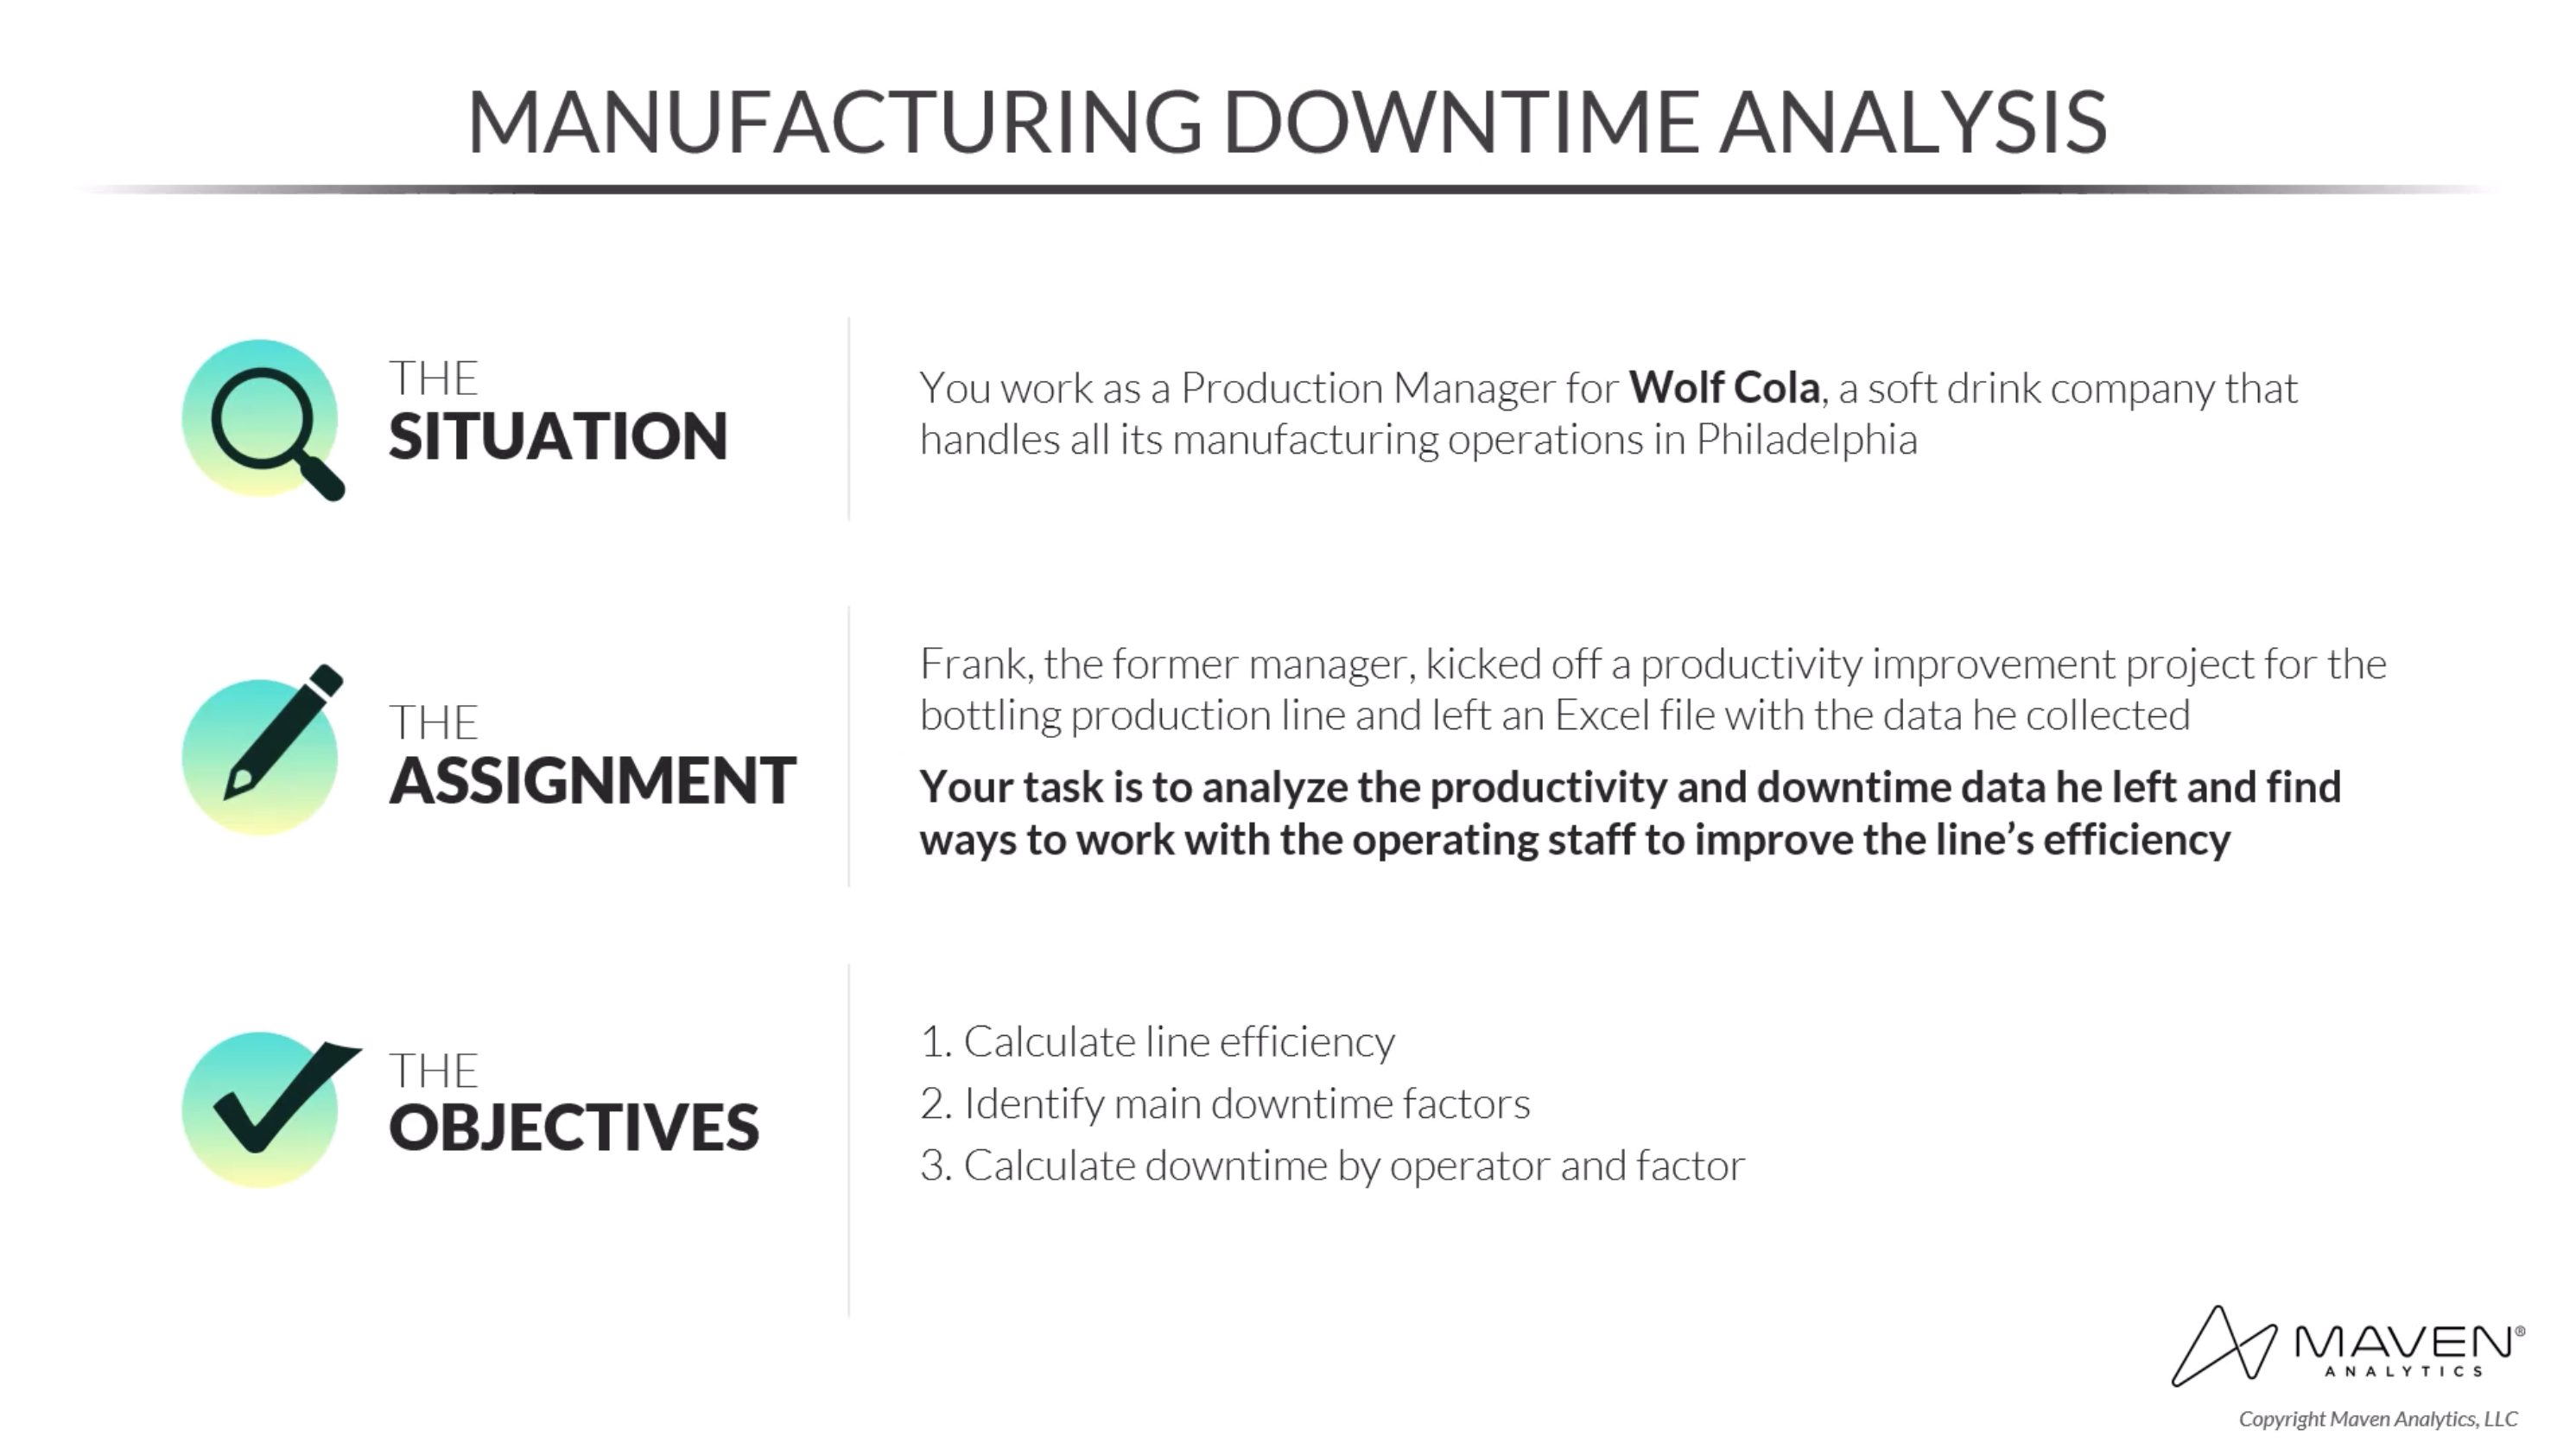 MANUFACTURING DOWNTIME ANALYSIS
THE
SITUATION
You work as a Production Manager for Wolf Cola, a soft drink company that
handles all its manufacturing operations in Philadelphia
THE
ASSIGNMENT
Frank, the former manager, kicked off a productivity improvement project for the
bottling production line and left an Excel file with the data he collected
Your task is to analyze the productivity and downtime data he left and find
ways to work with the operating staff to improve the line’s efficiency
THE
OBJECTIVES
1. Calculate line efficiency
2. Identify main downtime factors
3. Calculate downtime by operator and factor
MAVEN®
ANALYTICS
Copyright Maven Analytics, LLC